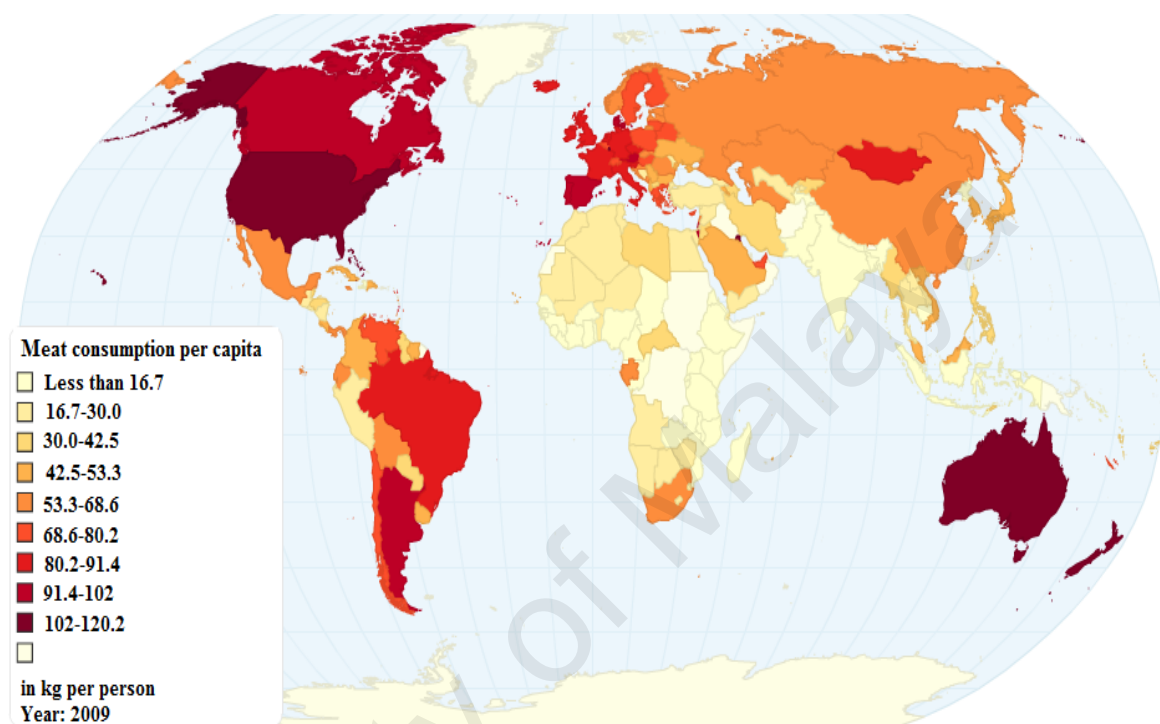 Meat consumption per capita
Less than 16.7
16.7-30.0
30.0-42.5
42.5-53.3
53.3-68.6
68.6-80.2
80.2-91.4
91.4-102
102-120.2
in kg per person
Year: 2009
y of Malaya